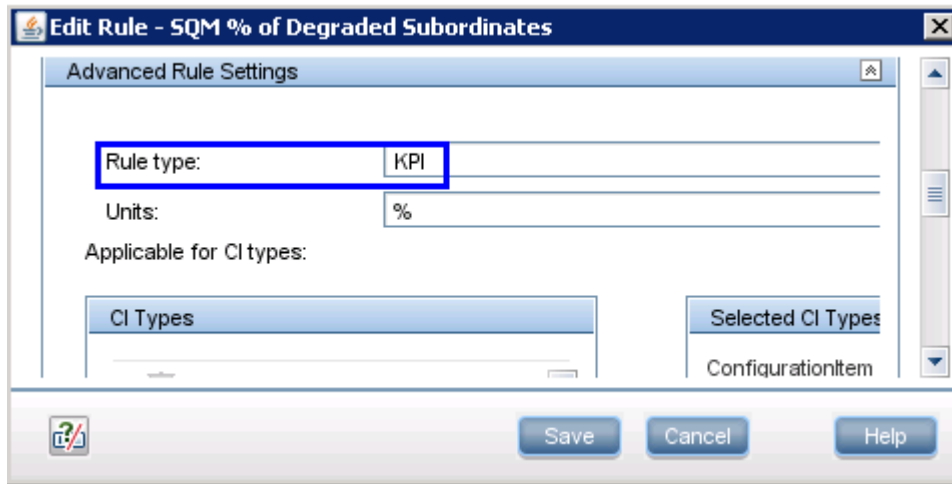 Edit Rule - SQM % of Degraded Subordinates
Advanced Rule Settings
Rule type: KPI
Units: %
Applicable for CI types:
CI Types Selected CI Types
ConfigurationItem
Save Cancel Help